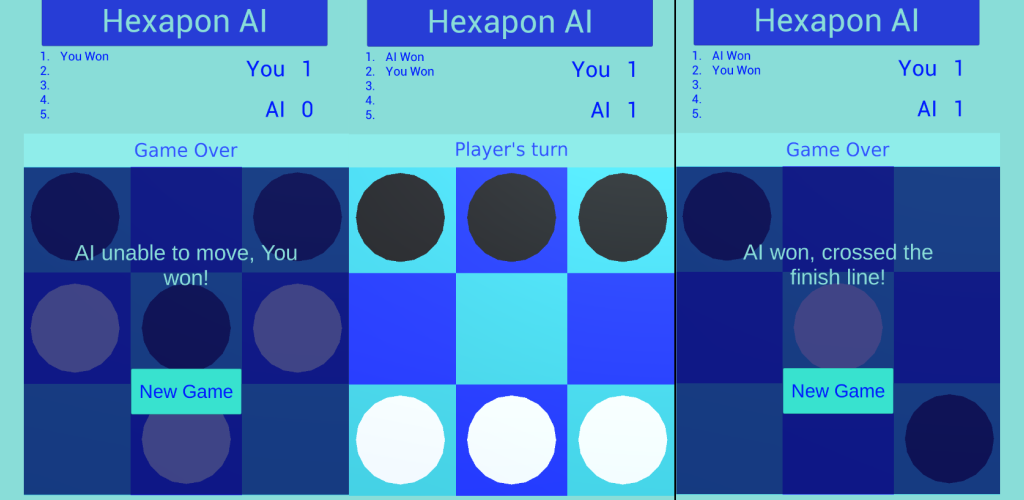 Hexapon AI
1. You Won
2.
3.
4.
5.
You 1
AI 0
Game Over
AI unable to move, You
won!
New Game
Hexapon AI
1. AI Won
2. You Won
3.
4.
5.
You 1
AI 1
Player's turn
Hexapon AI
1. AI Won
2. You Won
3.
4.
5.
You 1
AI 1
Game Over
AI won, crossed the
finish line!
New Game